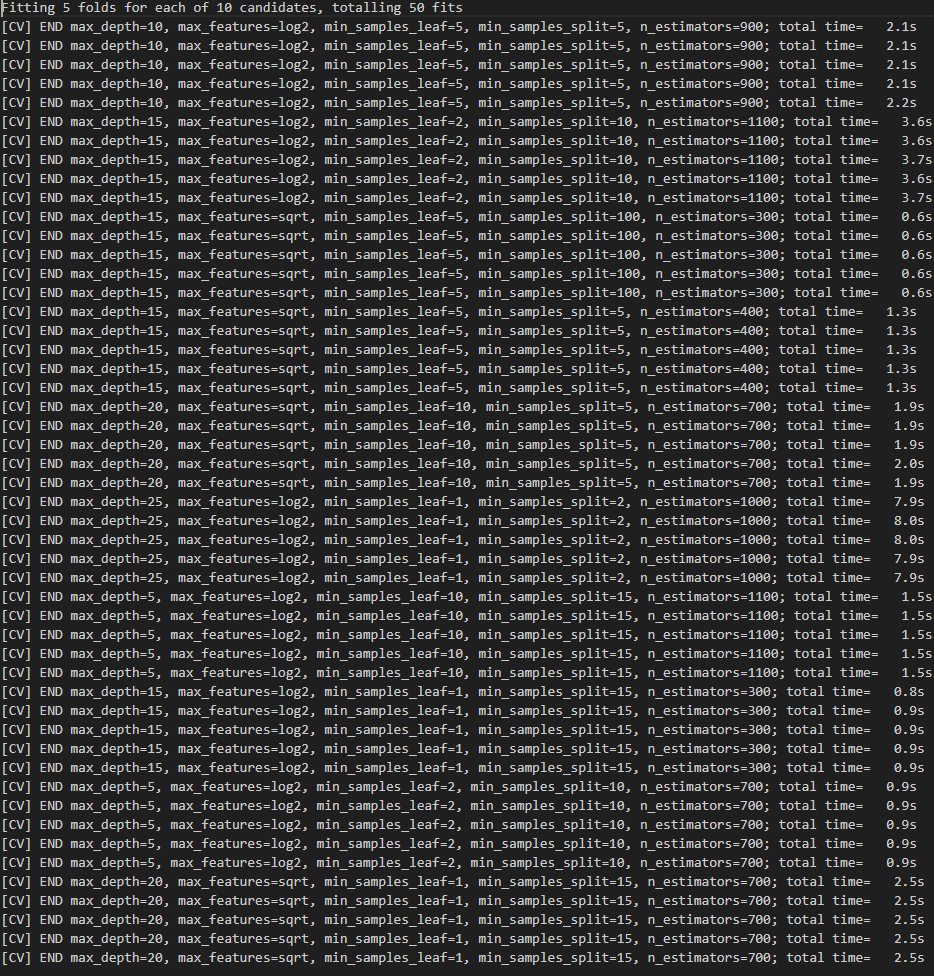 Fitting 5 folds for each of 10 candidates, totalling 50 fits
[CV] END max_depth=10, max_features=log2, min_samples_leaf=5, min_samples_split=5, n_estimators=900; total time=   2.1s
[CV] END max_depth=10, max_features=log2, min_samples_leaf=5, min_samples_split=5, n_estimators=900; total time=   2.1s
[CV] END max_depth=10, max_features=log2, min_samples_leaf=5, min_samples_split=5, n_estimators=900; total time=   2.1s
[CV] END max_depth=10, max_features=log2, min_samples_leaf=5, min_samples_split=5, n_estimators=900; total time=   2.1s
[CV] END max_depth=10, max_features=log2, min_samples_leaf=5, min_samples_split=5, n_estimators=900; total time=   2.2s
[CV] END max_depth=15, max_features=log2, min_samples_leaf=2, min_samples_split=10, n_estimators=1100; total time=   3.6s
[CV] END max_depth=15, max_features=log2, min_samples_leaf=2, min_samples_split=10, n_estimators=1100; total time=   3.6s
[CV] END max_depth=15, max_features=log2, min_samples_leaf=2, min_samples_split=10, n_estimators=1100; total time=   3.7s
[CV] END max_depth=15, max_features=log2, min_samples_leaf=2, min_samples_split=10, n_estimators=1100; total time=   3.6s
[CV] END max_depth=15, max_features=log2, min_samples_leaf=2, min_samples_split=10, n_estimators=1100; total time=   3.7s
[CV] END max_depth=15, max_features=sqrt, min_samples_leaf=5, min_samples_split=100, n_estimators=300; total time=   0.6s
[CV] END max_depth=15, max_features=sqrt, min_samples_leaf=5, min_samples_split=100, n_estimators=300; total time=   0.6s
[CV] END max_depth=15, max_features=sqrt, min_samples_leaf=5, min_samples_split=100, n_estimators=300; total time=   0.6s
[CV] END max_depth=15, max_features=sqrt, min_samples_leaf=5, min_samples_split=100, n_estimators=300; total time=   0.6s
[CV] END max_depth=15, max_features=sqrt, min_samples_leaf=5, min_samples_split=100, n_estimators=300; total time=   0.6s
[CV] END max_depth=15, max_features=sqrt, min_samples_leaf=5, min_samples_split=5, n_estimators=400; total time=   1.3s
[CV] END max_depth=15, max_features=sqrt, min_samples_leaf=5, min_samples_split=5, n_estimators=400; total time=   1.3s
[CV] END max_depth=15, max_features=sqrt, min_samples_leaf=5, min_samples_split=5, n_estimators=400; total time=   1.3s
[CV] END max_depth=15, max_features=sqrt, min_samples_leaf=5, min_samples_split=5, n_estimators=400; total time=   1.3s
[CV] END max_depth=15, max_features=sqrt, min_samples_leaf=5, min_samples_split=5, n_estimators=400; total time=   1.3s
[CV] END max_depth=20, max_features=sqrt, min_samples_leaf=10, min_samples_split=5, n_estimators=700; total time=   1.9s
[CV] END max_depth=20, max_features=sqrt, min_samples_leaf=10, min_samples_split=5, n_estimators=700; total time=   1.9s
[CV] END max_depth=20, max_features=sqrt, min_samples_leaf=10, min_samples_split=5, n_estimators=700; total time=   1.9s
[CV] END max_depth=20, max_features=sqrt, min_samples_leaf=10, min_samples_split=5, n_estimators=700; total time=   2.0s
[CV] END max_depth=20, max_features=sqrt, min_samples_leaf=10, min_samples_split=5, n_estimators=700; total time=   1.9s
[CV] END max_depth=25, max_features=log2, min_samples_leaf=1, min_samples_split=2, n_estimators=1000; total time=   7.9s
[CV] END max_depth=25, max_features=log2, min_samples_leaf=1, min_samples_split=2, n_estimators=1000; total time=   8.0s
[CV] END max_depth=25, max_features=log2, min_samples_leaf=1, min_samples_split=2, n_estimators=1000; total time=   8.0s
[CV] END max_depth=25, max_features=log2, min_samples_leaf=1, min_samples_split=2, n_estimators=1000; total time=   7.9s
[CV] END max_depth=25, max_features=log2, min_samples_leaf=1, min_samples_split=2, n_estimators=1000; total time=   7.9s
[CV] END max_depth=5, max_features=log2, min_samples_leaf=10, min_samples_split=15, n_estimators=1100; total time=   1.5s
[CV] END max_depth=5, max_features=log2, min_samples_leaf=10, min_samples_split=15, n_estimators=1100; total time=   1.5s
[CV] END max_depth=5, max_features=log2, min_samples_leaf=10, min_samples_split=15, n_estimators=1100; total time=   1.5s
[CV] END max_depth=5, max_features=log2, min_samples_leaf=10, min_samples_split=15, n_estimators=1100; total time=   1.5s
[CV] END max_depth=5, max_features=log2, min_samples_leaf=10, min_samples_split=15, n_estimators=1100; total time=   1.5s
[CV] END max_depth=15, max_features=log2, min_samples_leaf=1, min_samples_split=15, n_estimators=300; total time=   0.8s
[CV] END max_depth=15, max_features=log2, min_samples_leaf=1, min_samples_split=15, n_estimators=300; total time=   0.9s
[CV] END max_depth=15, max_features=log2, min_samples_leaf=1, min_samples_split=15, n_estimators=300; total time=   0.9s
[CV] END max_depth=15, max_features=log2, min_samples_leaf=1, min_samples_split=15, n_estimators=300; total time=   0.9s
[CV] END max_depth=15, max_features=log2, min_samples_leaf=1, min_samples_split=15, n_estimators=300; total time=   0.9s
[CV] END max_depth=5, max_features=log2, min_samples_leaf=2, min_samples_split=10, n_estimators=700; total time=   0.9s
[CV] END max_depth=5, max_features=log2, min_samples_leaf=2, min_samples_split=10, n_estimators=700; total time=   0.9s
[CV] END max_depth=5, max_features=log2, min_samples_leaf=2, min_samples_split=10, n_estimators=700; total time=   0.9s
[CV] END max_depth=5, max_features=log2, min_samples_leaf=2, min_samples_split=10, n_estimators=700; total time=   0.9s
[CV] END max_depth=5, max_features=log2, min_samples_leaf=2, min_samples_split=10, n_estimators=700; total time=   0.9s
[CV] END max_depth=20, max_features=sqrt, min_samples_leaf=1, min_samples_split=15, n_estimators=700; total time=   2.5s
[CV] END max_depth=20, max_features=sqrt, min_samples_leaf=1, min_samples_split=15, n_estimators=700; total time=   2.5s
[CV] END max_depth=20, max_features=sqrt, min_samples_leaf=1, min_samples_split=15, n_estimators=700; total time=   2.5s
[CV] END max_depth=20, max_features=sqrt, min_samples_leaf=1, min_samples_split=15, n_estimators=700; total time=   2.5s
[CV] END max_depth=20, max_features=sqrt, min_samples_leaf=1, min_samples_split=15, n_estimators=700; total time=   2.5s